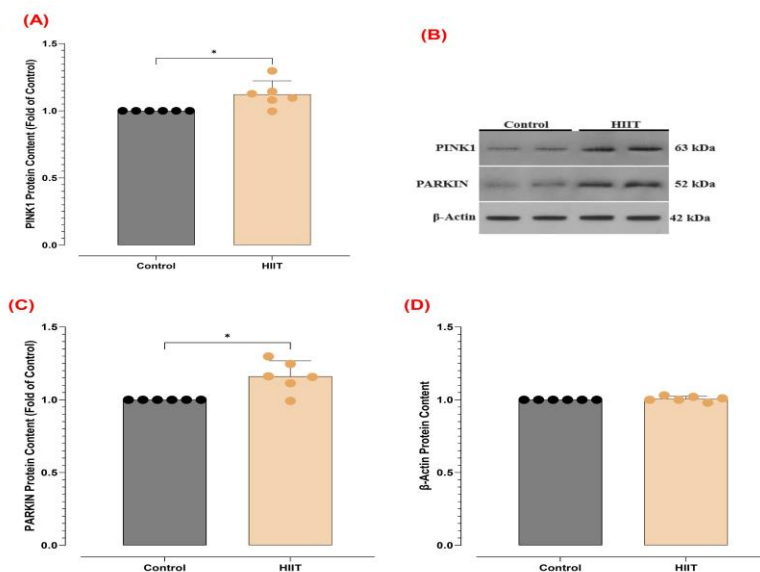 (A)
PINK1 Protein Content (Fold of Control)
1.5
1.0
0.5
0.0
*
Control HIIT
(B)
Control HIIT
PINK1 63 kDa
PARKIN 52 kDa
β-Actin 42 kDa
(C)
PARKIN Protein Content (Fold of Control)
1.5
1.0
0.5
0.0
*
Control HIIT
(D)
β-Actin Protein Content
1.5
1.0
0.5
0.0
Control HIIT